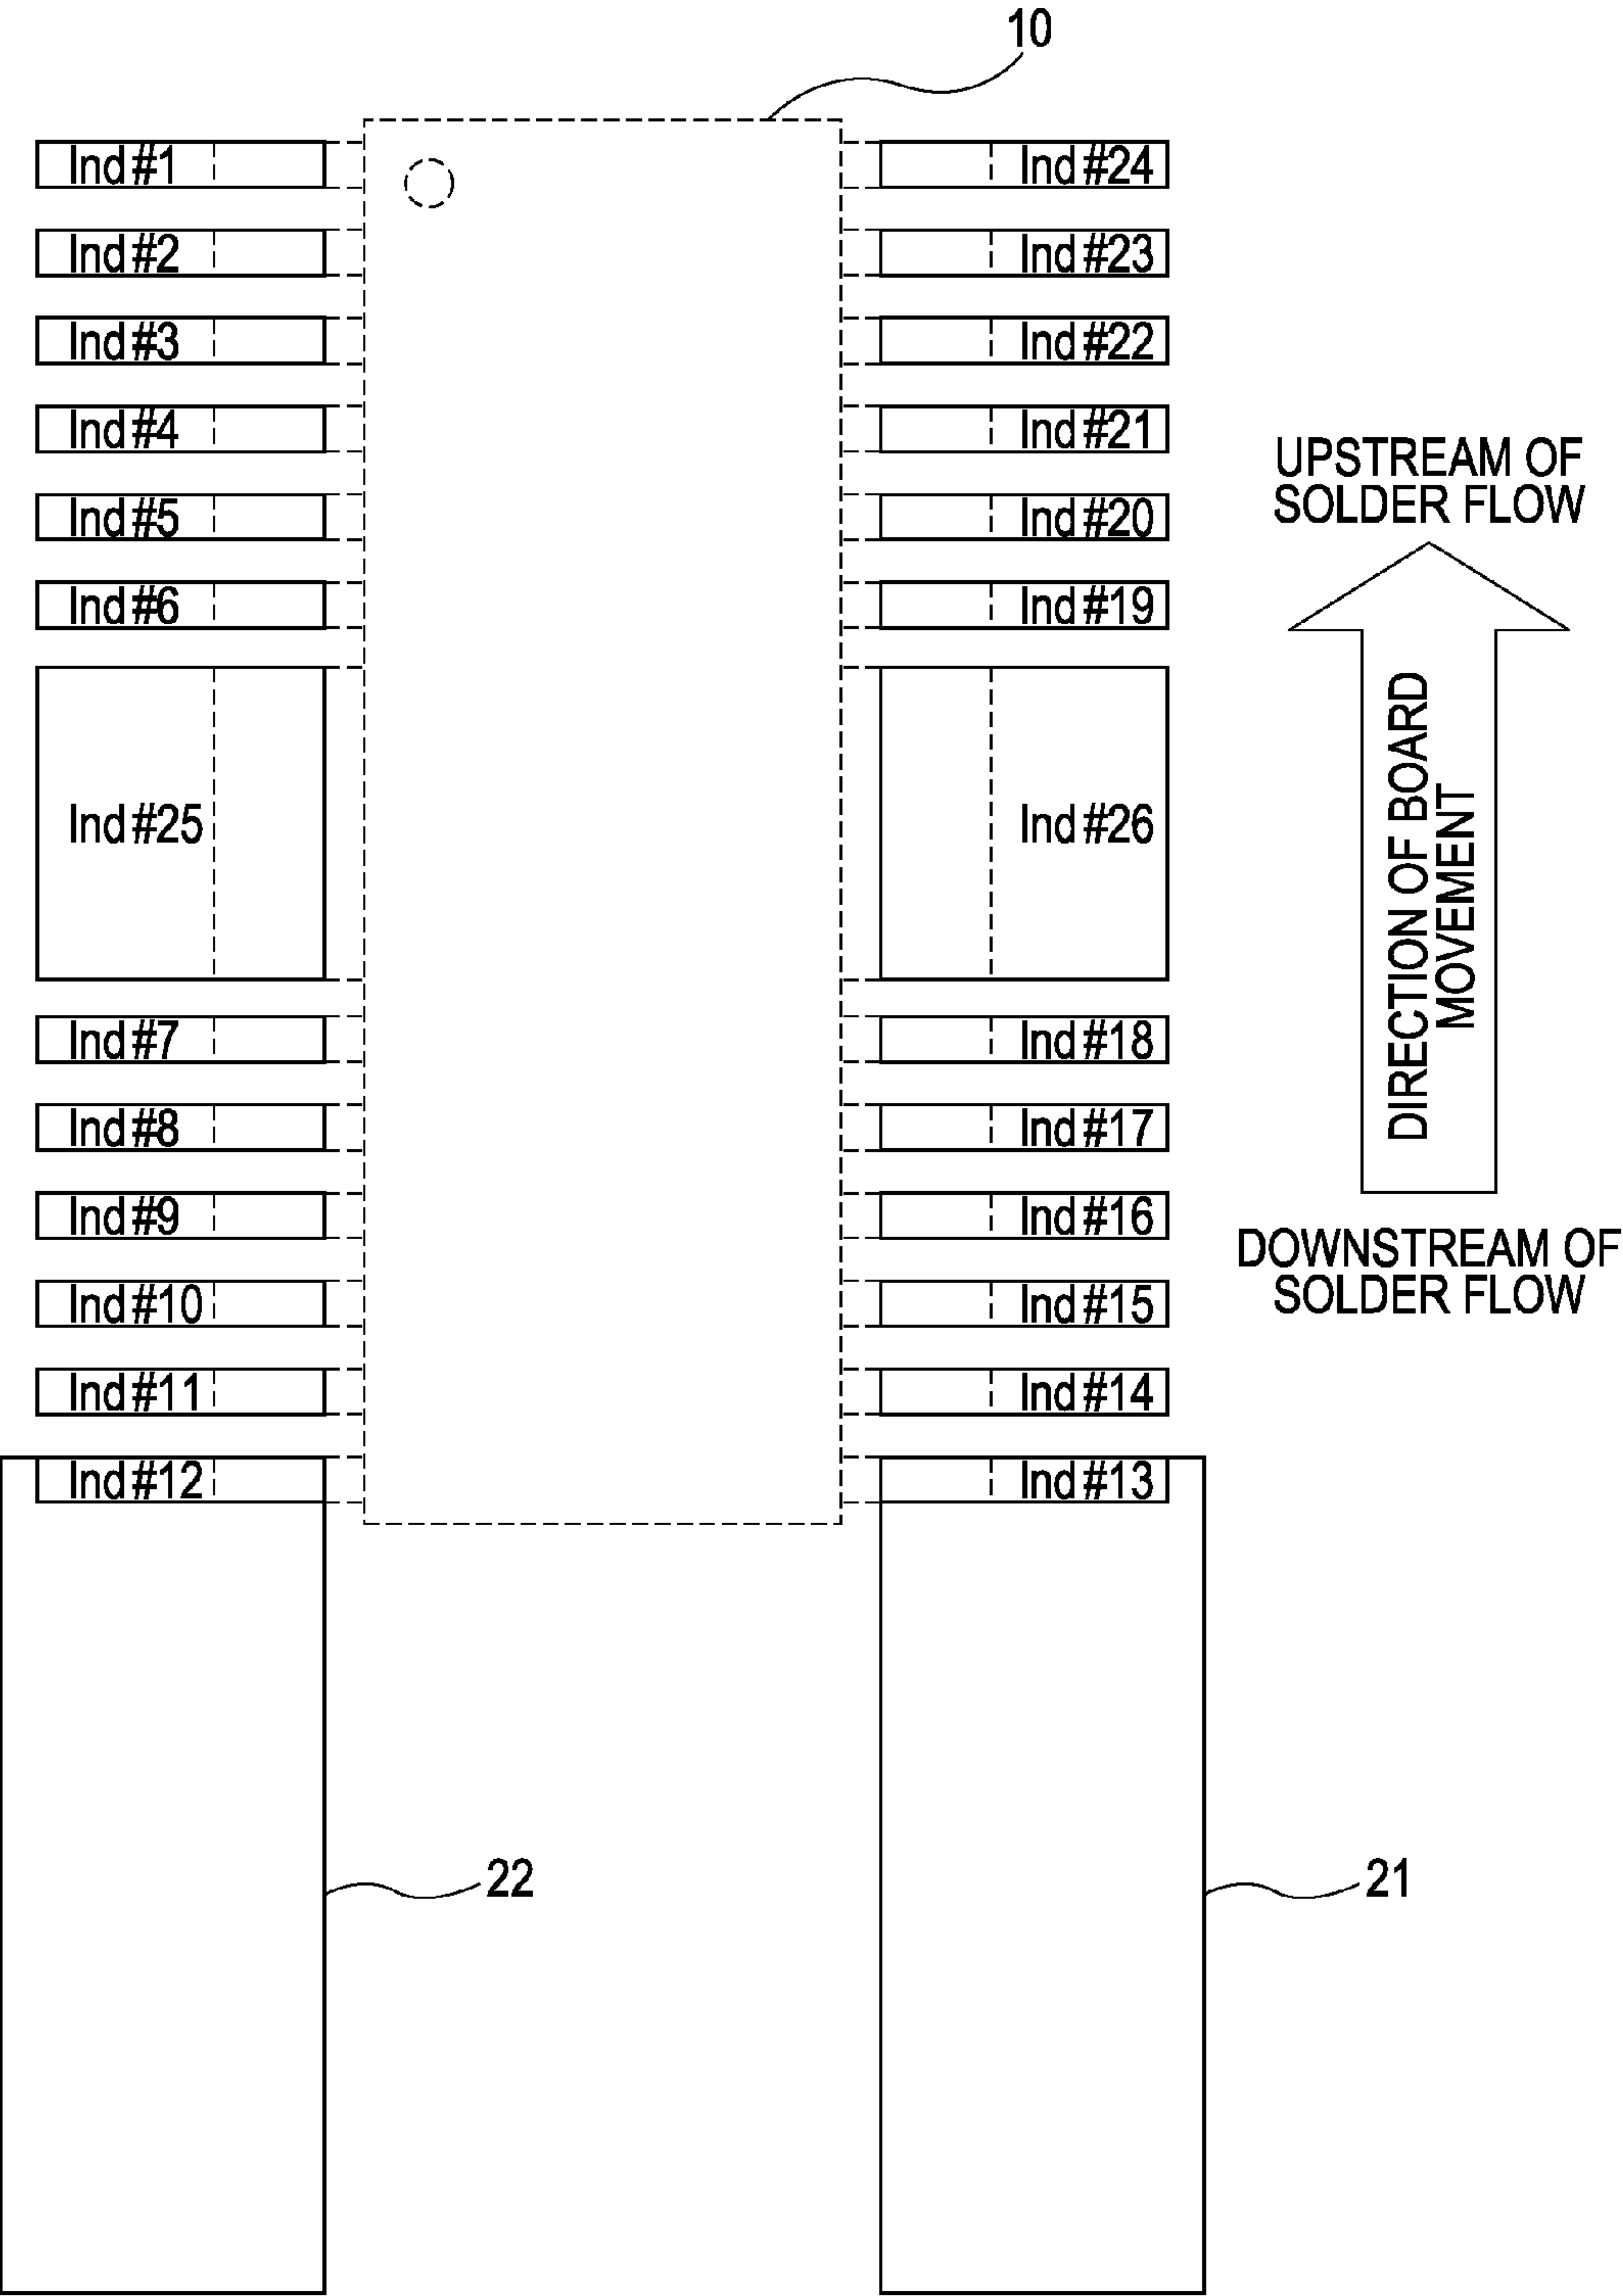 10
Ind #1
Ind #24
Ind #2
Ind #23
Ind #3
Ind #22
Ind #4
Ind #21
Ind #5
Ind #20
Ind #6
Ind #19
Ind #25
Ind #26
Ind #7
Ind #18
Ind #8
Ind #17
Ind #9
Ind #16
Ind #10
Ind #15
Ind #11
Ind #14
Ind #12
Ind #13
UPSTREAM OF
SOLDER FLOW
DIRECTION OF BOARD
MOVEMENT
DOWNSTREAM OF
SOLDER FLOW
22
21